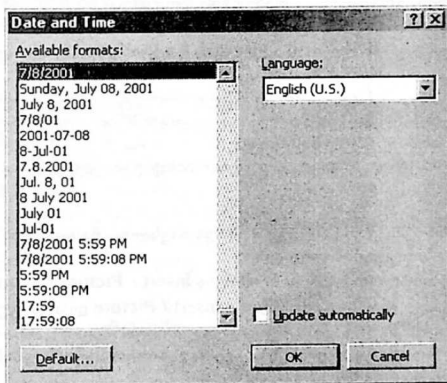 Date and Time
Available formats:
7/8/2001
Sunday, July 08, 2001
July 8, 2001
7/8/01
2001-07-08
8-Jul-01
7.8.2001
Jul. 8, 01
8 July 2001
July 01
Jul-01
7/8/2001 5:59 PM
7/8/2001 5:59:08 PM
5:59 PM
5:59:08 PM
17:59
17:59:08
Language:
English (U.S.)
Update automatically
Default...
OK
Cancel